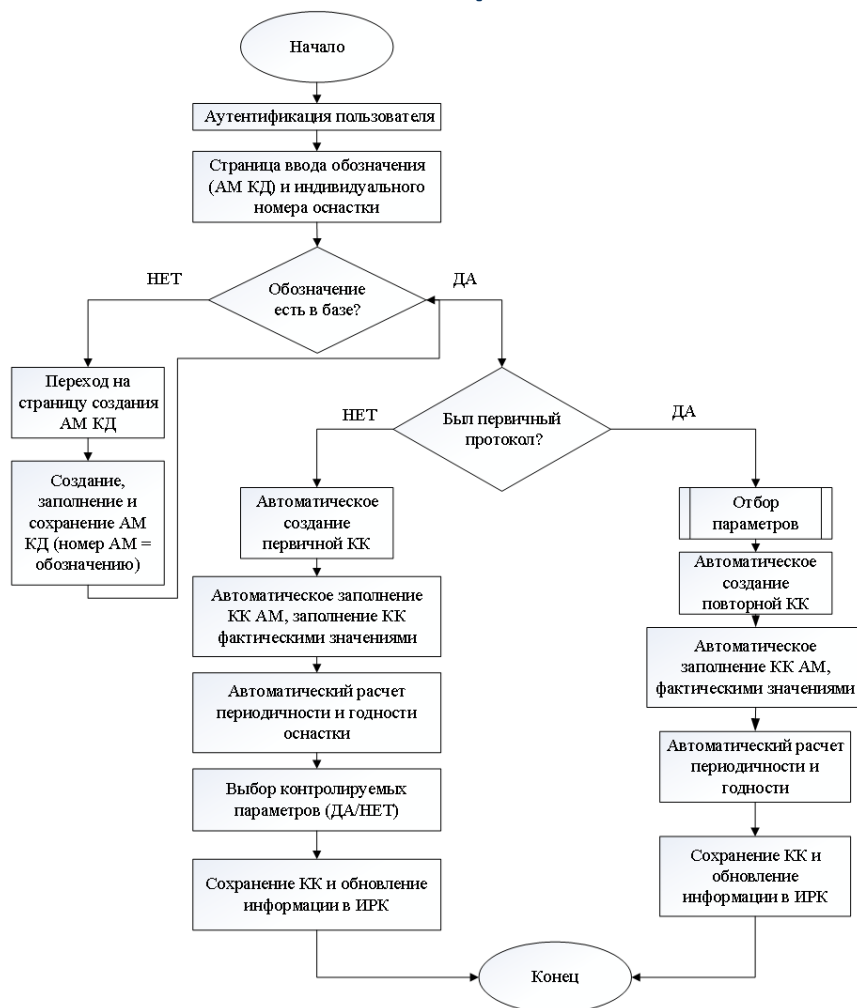 Начало
Аутентификация пользователя
Страница ввода обозначения
(АМ КД) и индивидуального
номера оснастки
НЕТ
ДА
Обозначение
есть в базе?
Переход на
страницу создания
АМ КД
Создание,
заполнение и
сохранение АМ
КД (номер АМ =
обозначению)
НЕТ
ДА
Был первичный
протокол?
Автоматическое
создание
первичной КК
Автоматическое заполнение
КК АМ, заполнение КК
фактическими значениями
Автоматический расчет
периодичности и годности
оснастки
Выбор контролируемых
параметров (ДА/НЕТ)
Сохранение КК и обновление
информации в ИРК
Отбор
параметров
Автоматическое
создание
повторной КК
Автоматическое
заполнение КК АМ,
фактическими значениями
Автоматический расчет
периодичности и
годности
Сохранение КК и
обновление
информации в ИРК
Конец